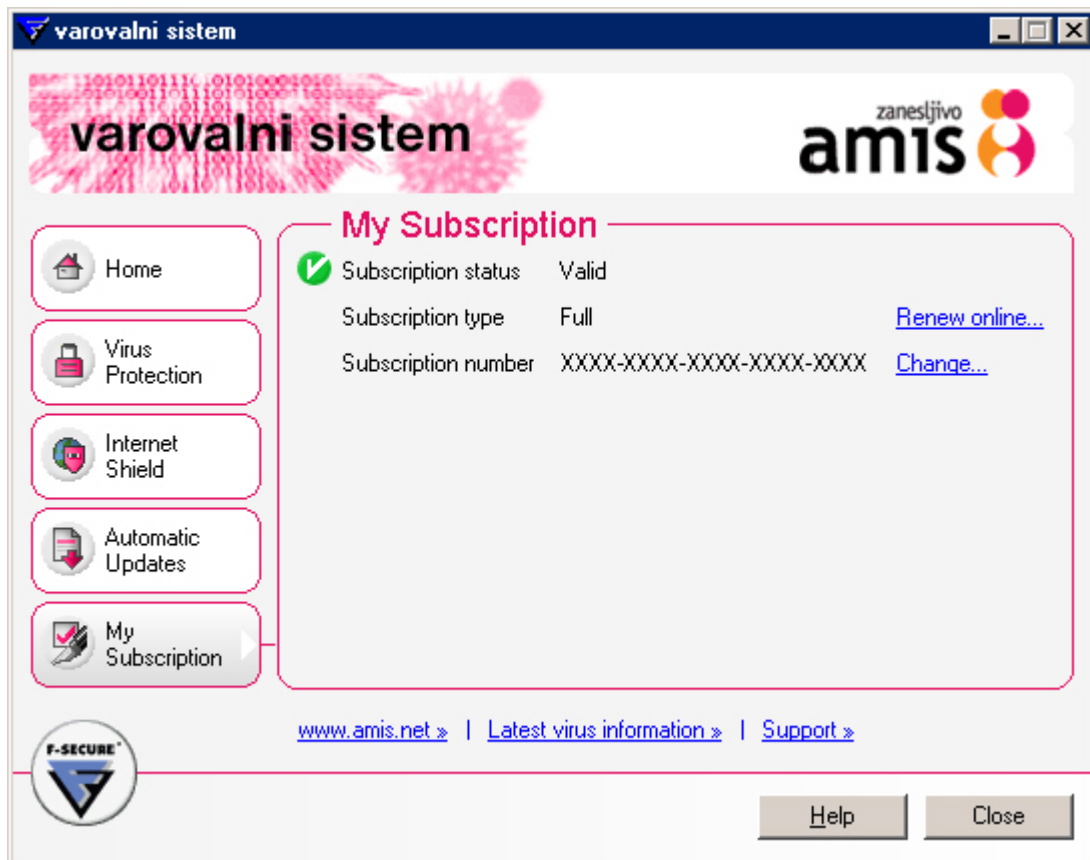 varovalni sistem
varovalni sistem
zanesljivo
amis
My Subscription
Home
Virus
Protection
Internet
Shield
Automatic
Updates
My
Subscription
Subscription status Valid
Subscription type Full Renew online...
Subscription number XXXX-XXXX-XXXX-XXXX-XXXX Change...
www.amis.net » | Latest virus information » | Support »
F-SECURE
Help Close